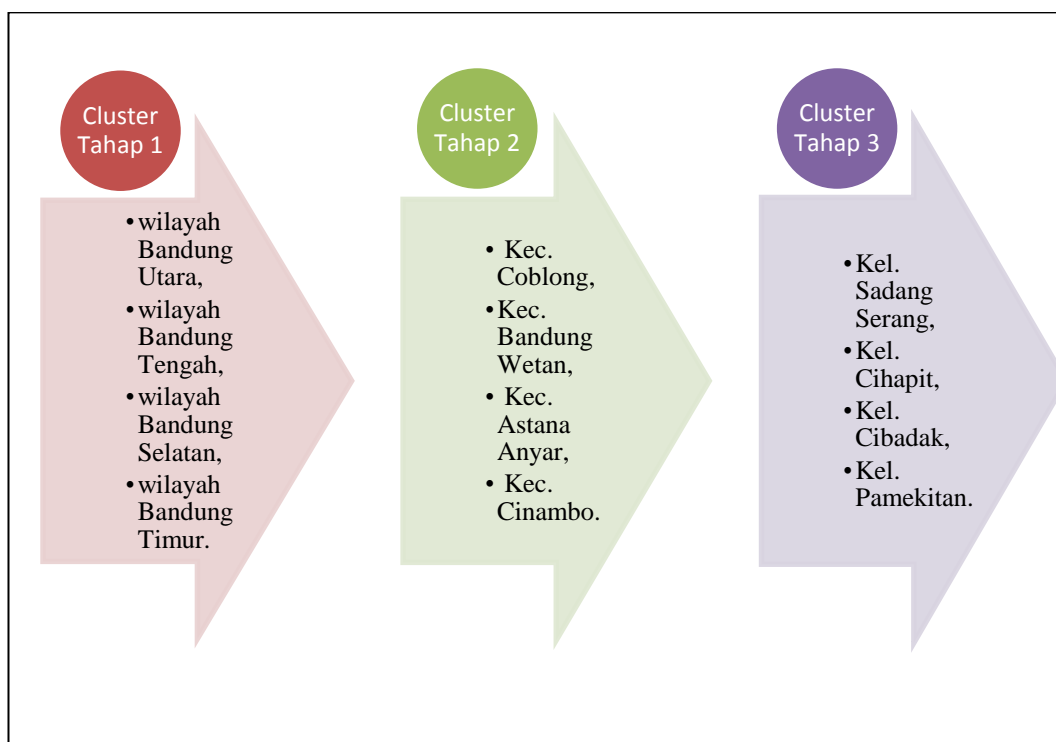 Cluster
Tahap 1
•wilayah
Bandung
Utara,
•wilayah
Bandung
Tengah,
•wilayah
Bandung
Selatan,
•wilayah
Bandung
Timur.
Cluster
Tahap 2
• Kec.
Coblong,
•Kec.
Bandung
Wetan,
• Kec.
Astana
Anyar,
• Kec.
Cinambo.
Cluster
Tahap 3
•Kel.
Sadang
Serang,
•Kel.
Cihapit,
•Kel.
Cibadak,
•Kel.
Pamekitan.